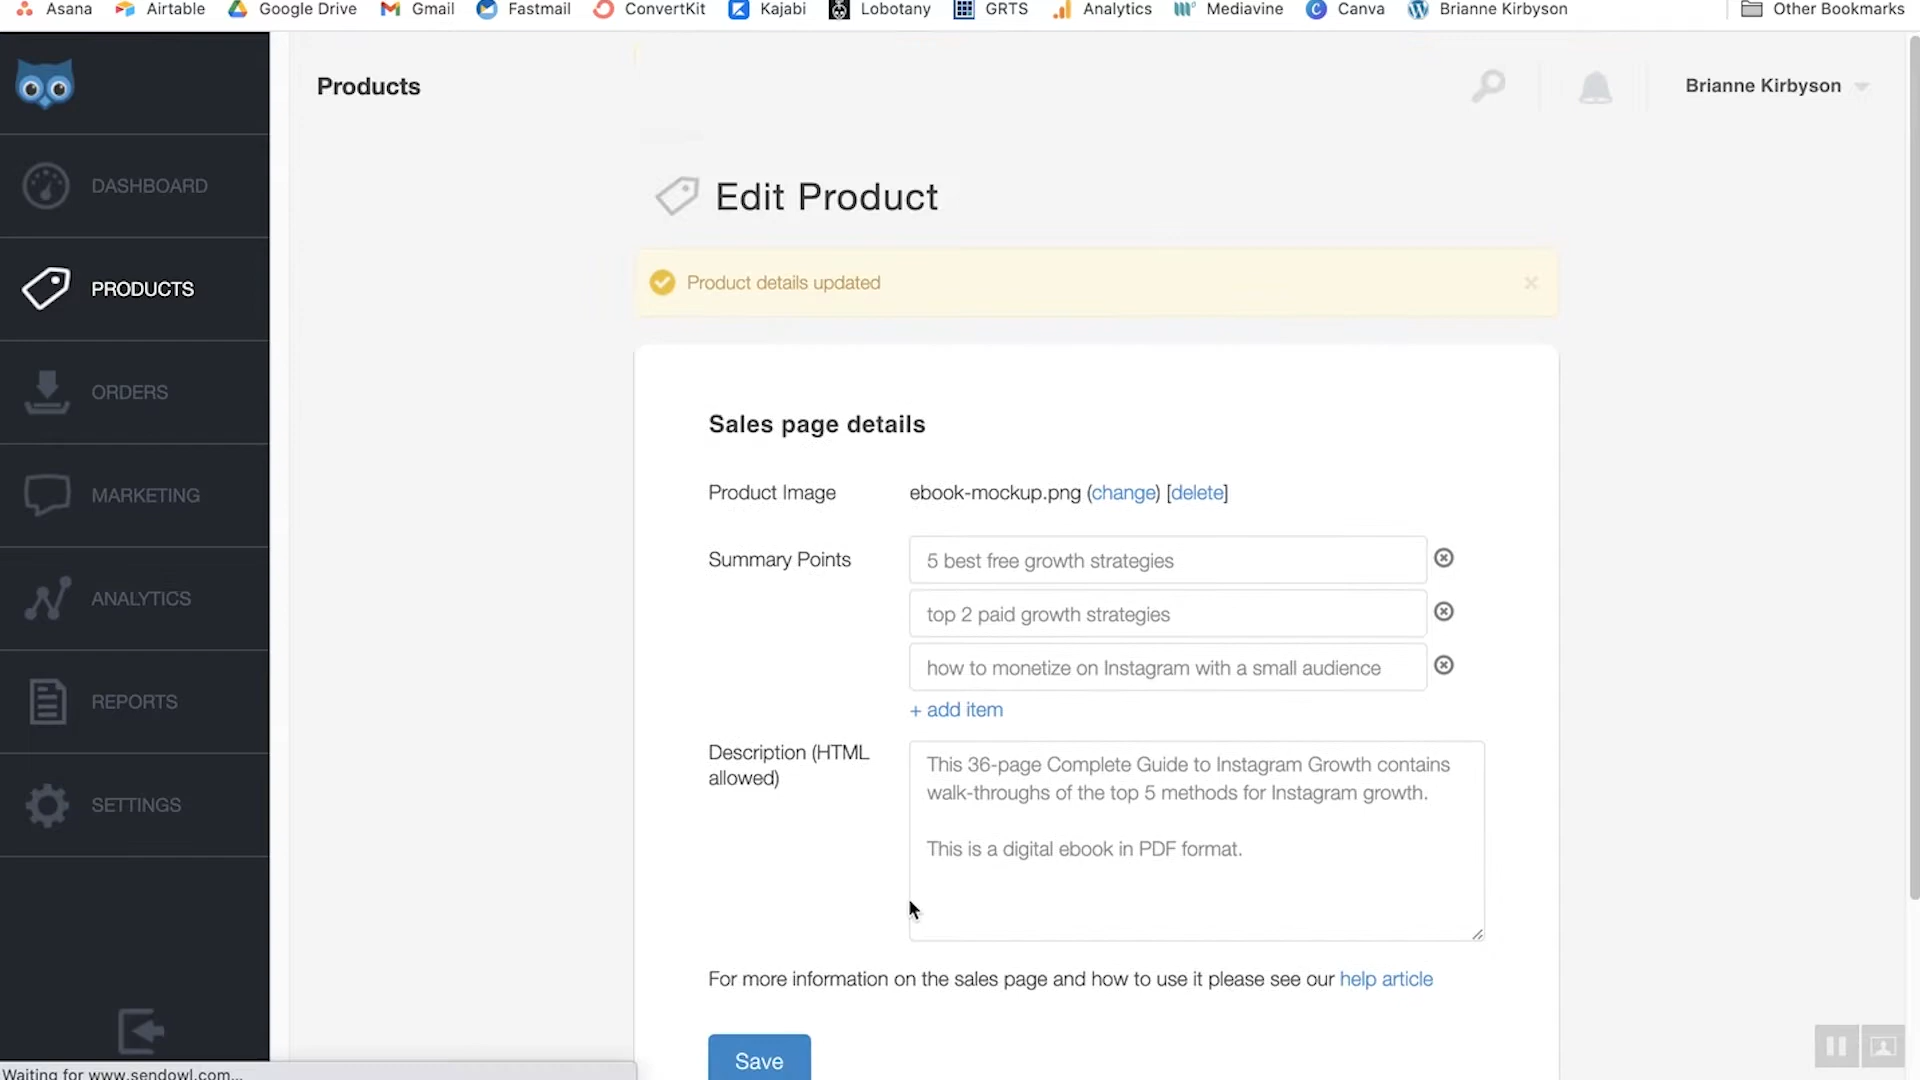 Asana Airtable Google Drive Gmail Fastmail ConvertKit Kajabi Lobotany GRTS Analytics Mediavine Canva Brianne Kirbyson Other Bookmarks
Products
Brianne Kirbyson
DASHBOARD
PRODUCTS
ORDERS
MARKETING
ANALYTICS
REPORTS
SETTINGS
Edit Product
Product details updated
Sales page details
Product Image
ebook-mockup.png (change) [delete]
Summary Points
5 best free growth strategies
top 2 paid growth strategies
how to monetize on Instagram with a small audience
+ add item
Description (HTML
allowed)
This 36-page Complete Guide to Instagram Growth contains
walk-throughs of the top 5 methods for Instagram growth.
This is a digital ebook in PDF format.
For more information on the sales page and how to use it please see our help article
Save
Waiting for www.sendowl.com...